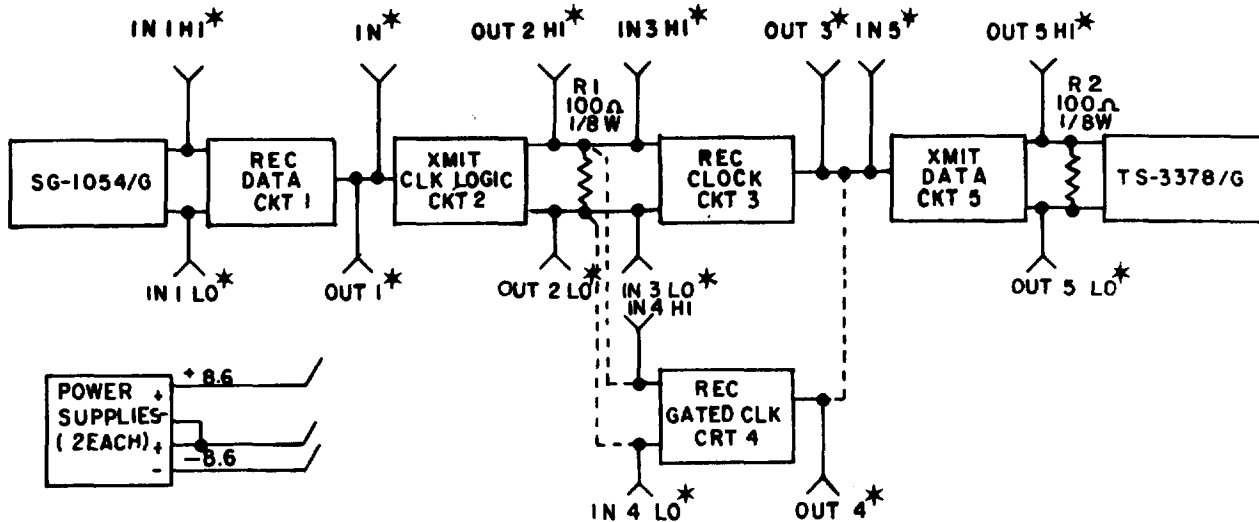 IN 1 HI* IN* OUT 2 HI* IN 3 HI* OUT 3* IN 5* OUT 5 HI*
R1
100Ω
1/8W
R2
100Ω
1/8W
SG-1054/G
REC
DATA
CKT 1
XMIT
CLK LOGIC
CKT 2
REC
CLOCK
CKT 3
XMIT
DATA
CKT 5
TS-3378/G
IN 1 LO* OUT 1* OUT 2 LO* IN 3 LO* OUT 5 LO*
IN 4 HI
POWER +
SUPPLIES-
(2EACH) +
-
+ 8.6
-8.6
REC
GATED CLK
CRT 4
IN 4 LO* OUT 4*